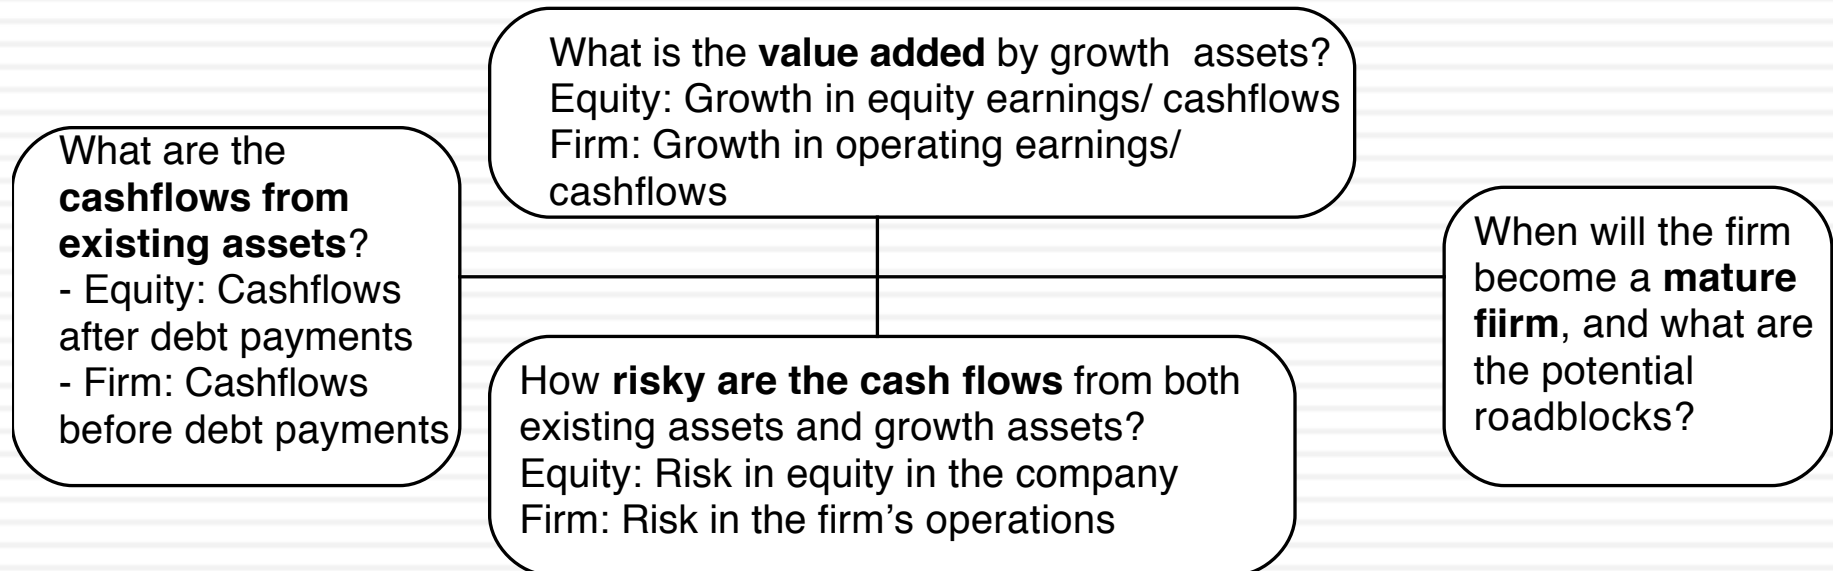 What is the value added by growth assets?
Equity: Growth in equity earnings/ cashflows
Firm: Growth in operating earnings/
cashflows
What are the
cashflows from
existing assets?
- Equity: Cashflows
after debt payments
- Firm: Cashflows
before debt payments
When will the firm
become a mature
fiirm, and what are
the potential
roadblocks?
How risky are the cash flows from both
existing assets and growth assets?
Equity: Risk in equity in the company
Firm: Risk in the firm’s operations